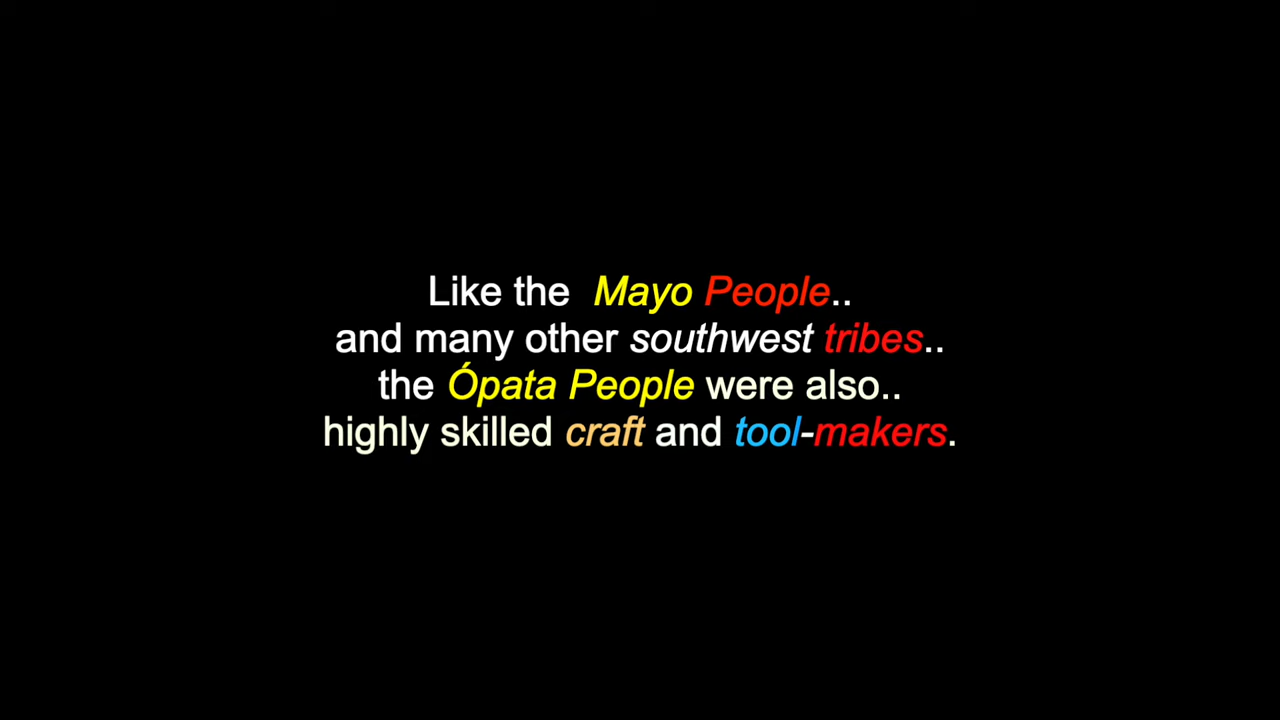 Like the Mayo People..
and many other southwest tribes..
the Ópata People were also..
highly skilled craft and tool-makers.